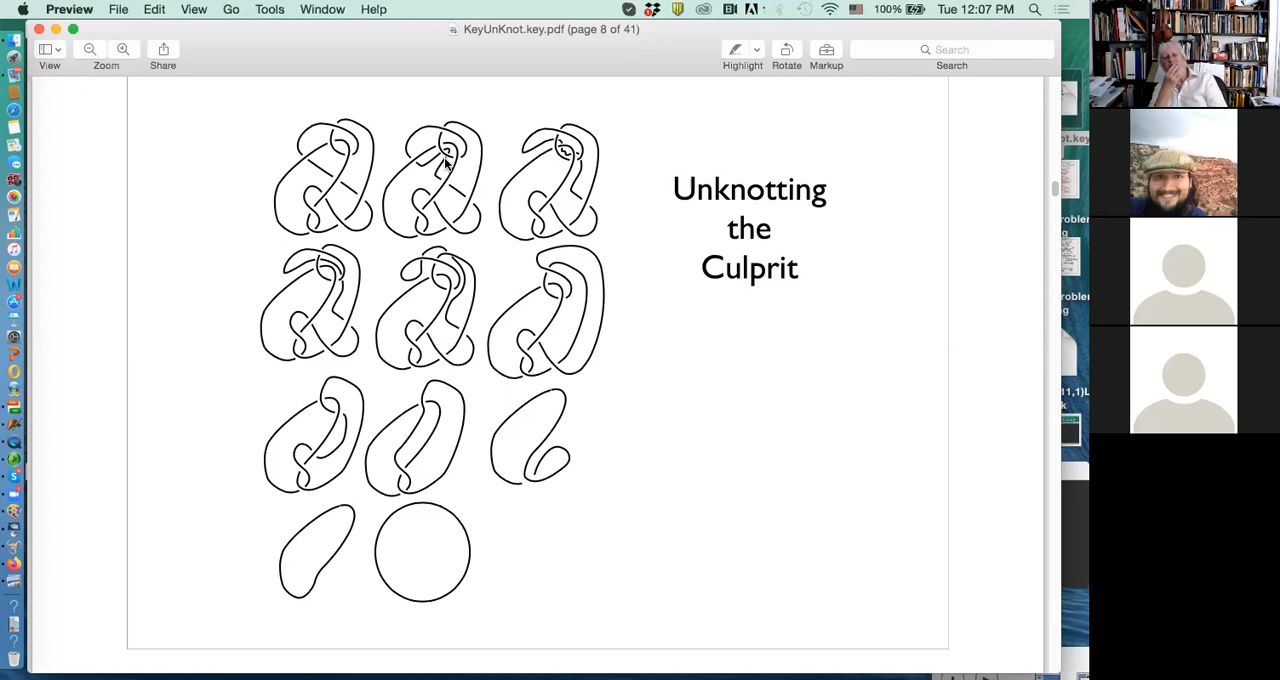 Preview File Edit View Go Tools Window Help 100% Tue 12:07 PM
KeyUnKnot.key.pdf (page 8 of 41)
Search
View Zoom Share Highlight Rotate Markup Search
Unknotting
the
Culprit